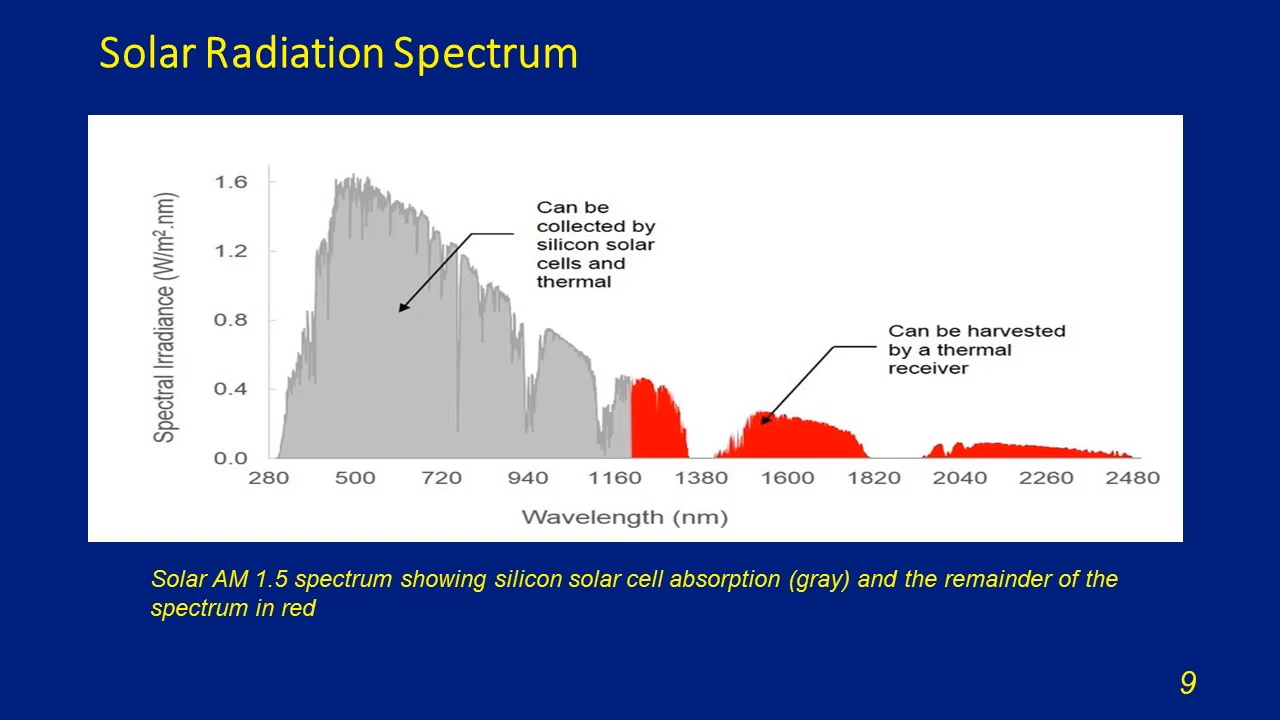 Solar Radiation Spectrum
Spectral Irradiance (W/m².nm)
1.6
1.2
0.8
0.4
0.0
Can be
collected by
silicon solar
cells and
thermal
Can be harvested
by a thermal
receiver
280 500 720 940 1160 1380 1600 1820 2040 2260 2480
Wavelength (nm)
Solar AM 1.5 spectrum showing silicon solar cell absorption (gray) and the remainder of the
spectrum in red
9